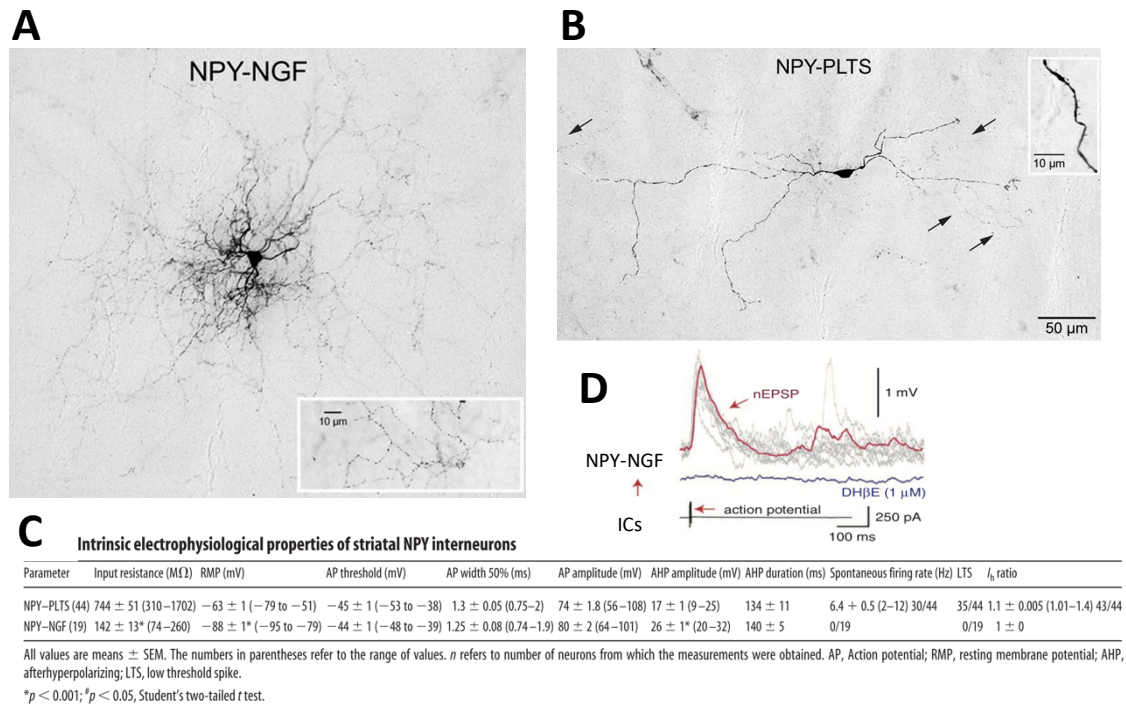 A
NPY-NGF
10 µm
B
NPY-PLTS
10 µm
50 µm
D
nEPSP
1 mV
NPY-NGF
DHβE (1 µM)
action potential
ICs
250 pA
100 ms
C
Intrinsic electrophysiological properties of striatal NPY interneurons
Parameter Input resistance (MΩ) RMP (mV) AP threshold (mV) AP width 50% (ms) AP amplitude (mV) AHP amplitude (mV) AHP duration (ms) Spontaneous firing rate (Hz) LTS Ih ratio
NPY–PLTS (44) 744 ± 51 (310–1702) −63 ± 1 (−79 to −51) −45 ± 1 (−53 to −38) 1.3 ± 0.05 (0.75–2) 74 ± 1.8 (56–108) 17 ± 1 (9–25) 134 ± 11 6.4 + 0.5 (2–12) 30/44 35/44 1.1 ± 0.005 (1.01–1.4) 43/44
NPY–NGF (19) 142 ± 13* (74–260) −88 ± 1* (−95 to −79) −44 ± 1 (−48 to −39) 1.25 ± 0.08 (0.74–1.9) 80 ± 2 (64–101) 26 ± 1* (20–32) 140 ± 5 0/19 0/19 1 ± 0
All values are means ± SEM. The numbers in parentheses refer to the range of values. n refers to number of neurons from which the measurements were obtained. AP, Action potential; RMP, resting membrane potential; AHP,
afterhyperpolarizing; LTS, low threshold spike.
*p < 0.001; #p < 0.05, Student's two-tailed t test.